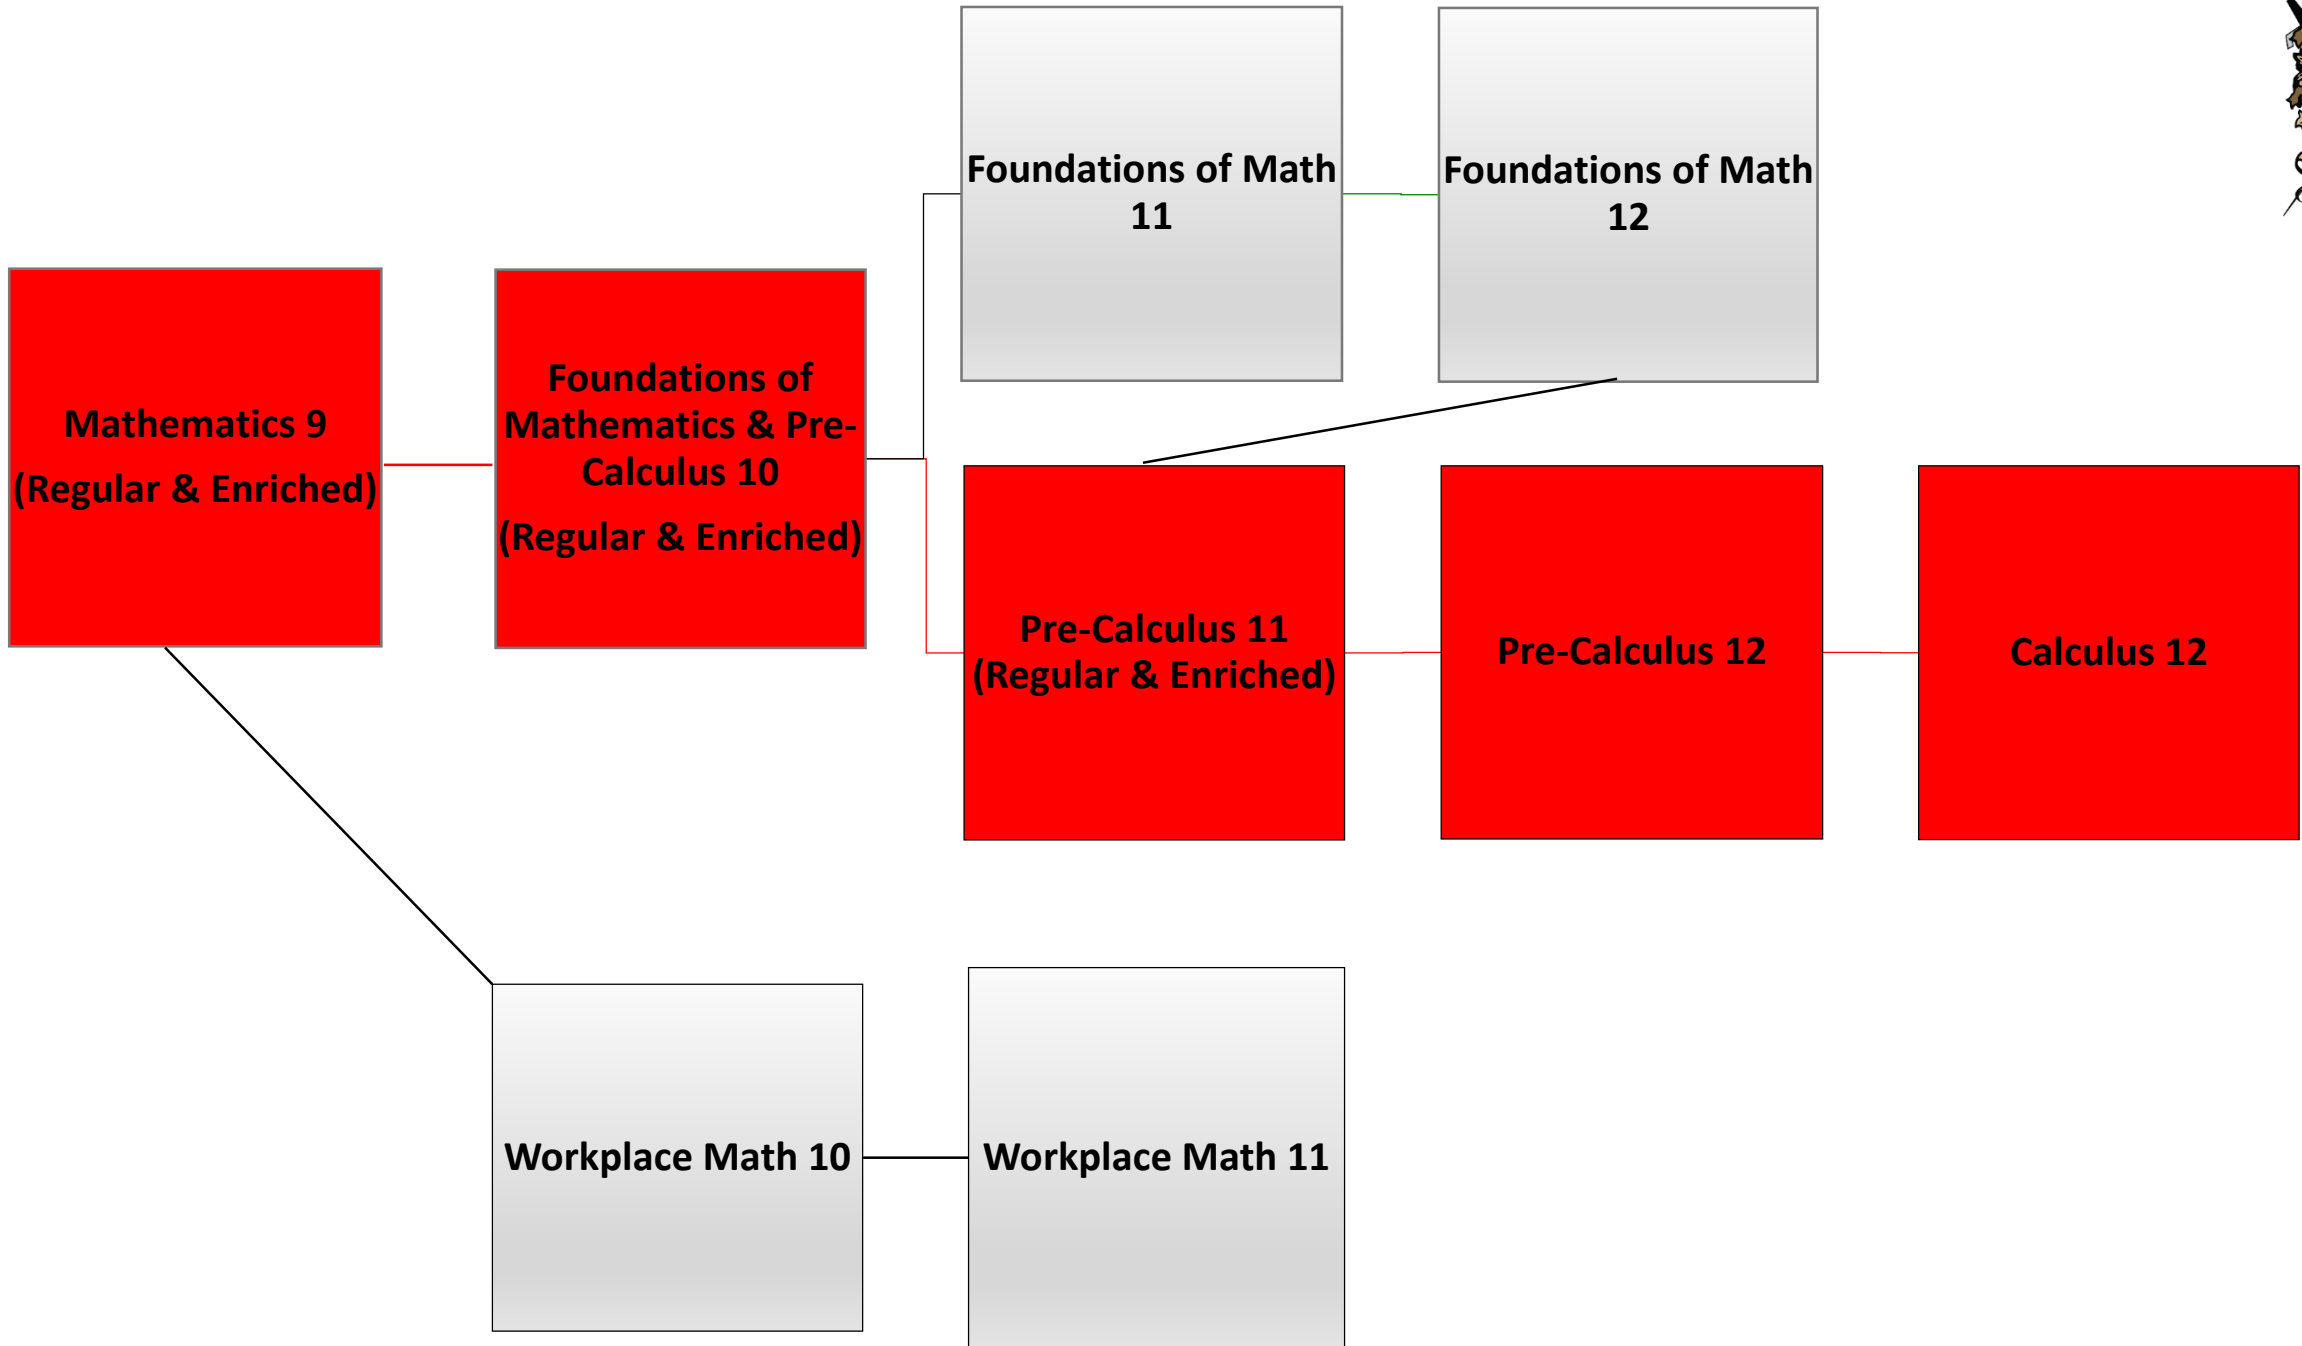 Foundations of Math
11
Foundations of Math
12
Mathematics 9
(Regular & Enriched)
Foundations of
Mathematics & Pre-
Calculus 10
(Regular & Enriched)
Pre-Calculus 11
(Regular & Enriched)
Pre-Calculus 12
Calculus 12
Workplace Math 10
Workplace Math 11